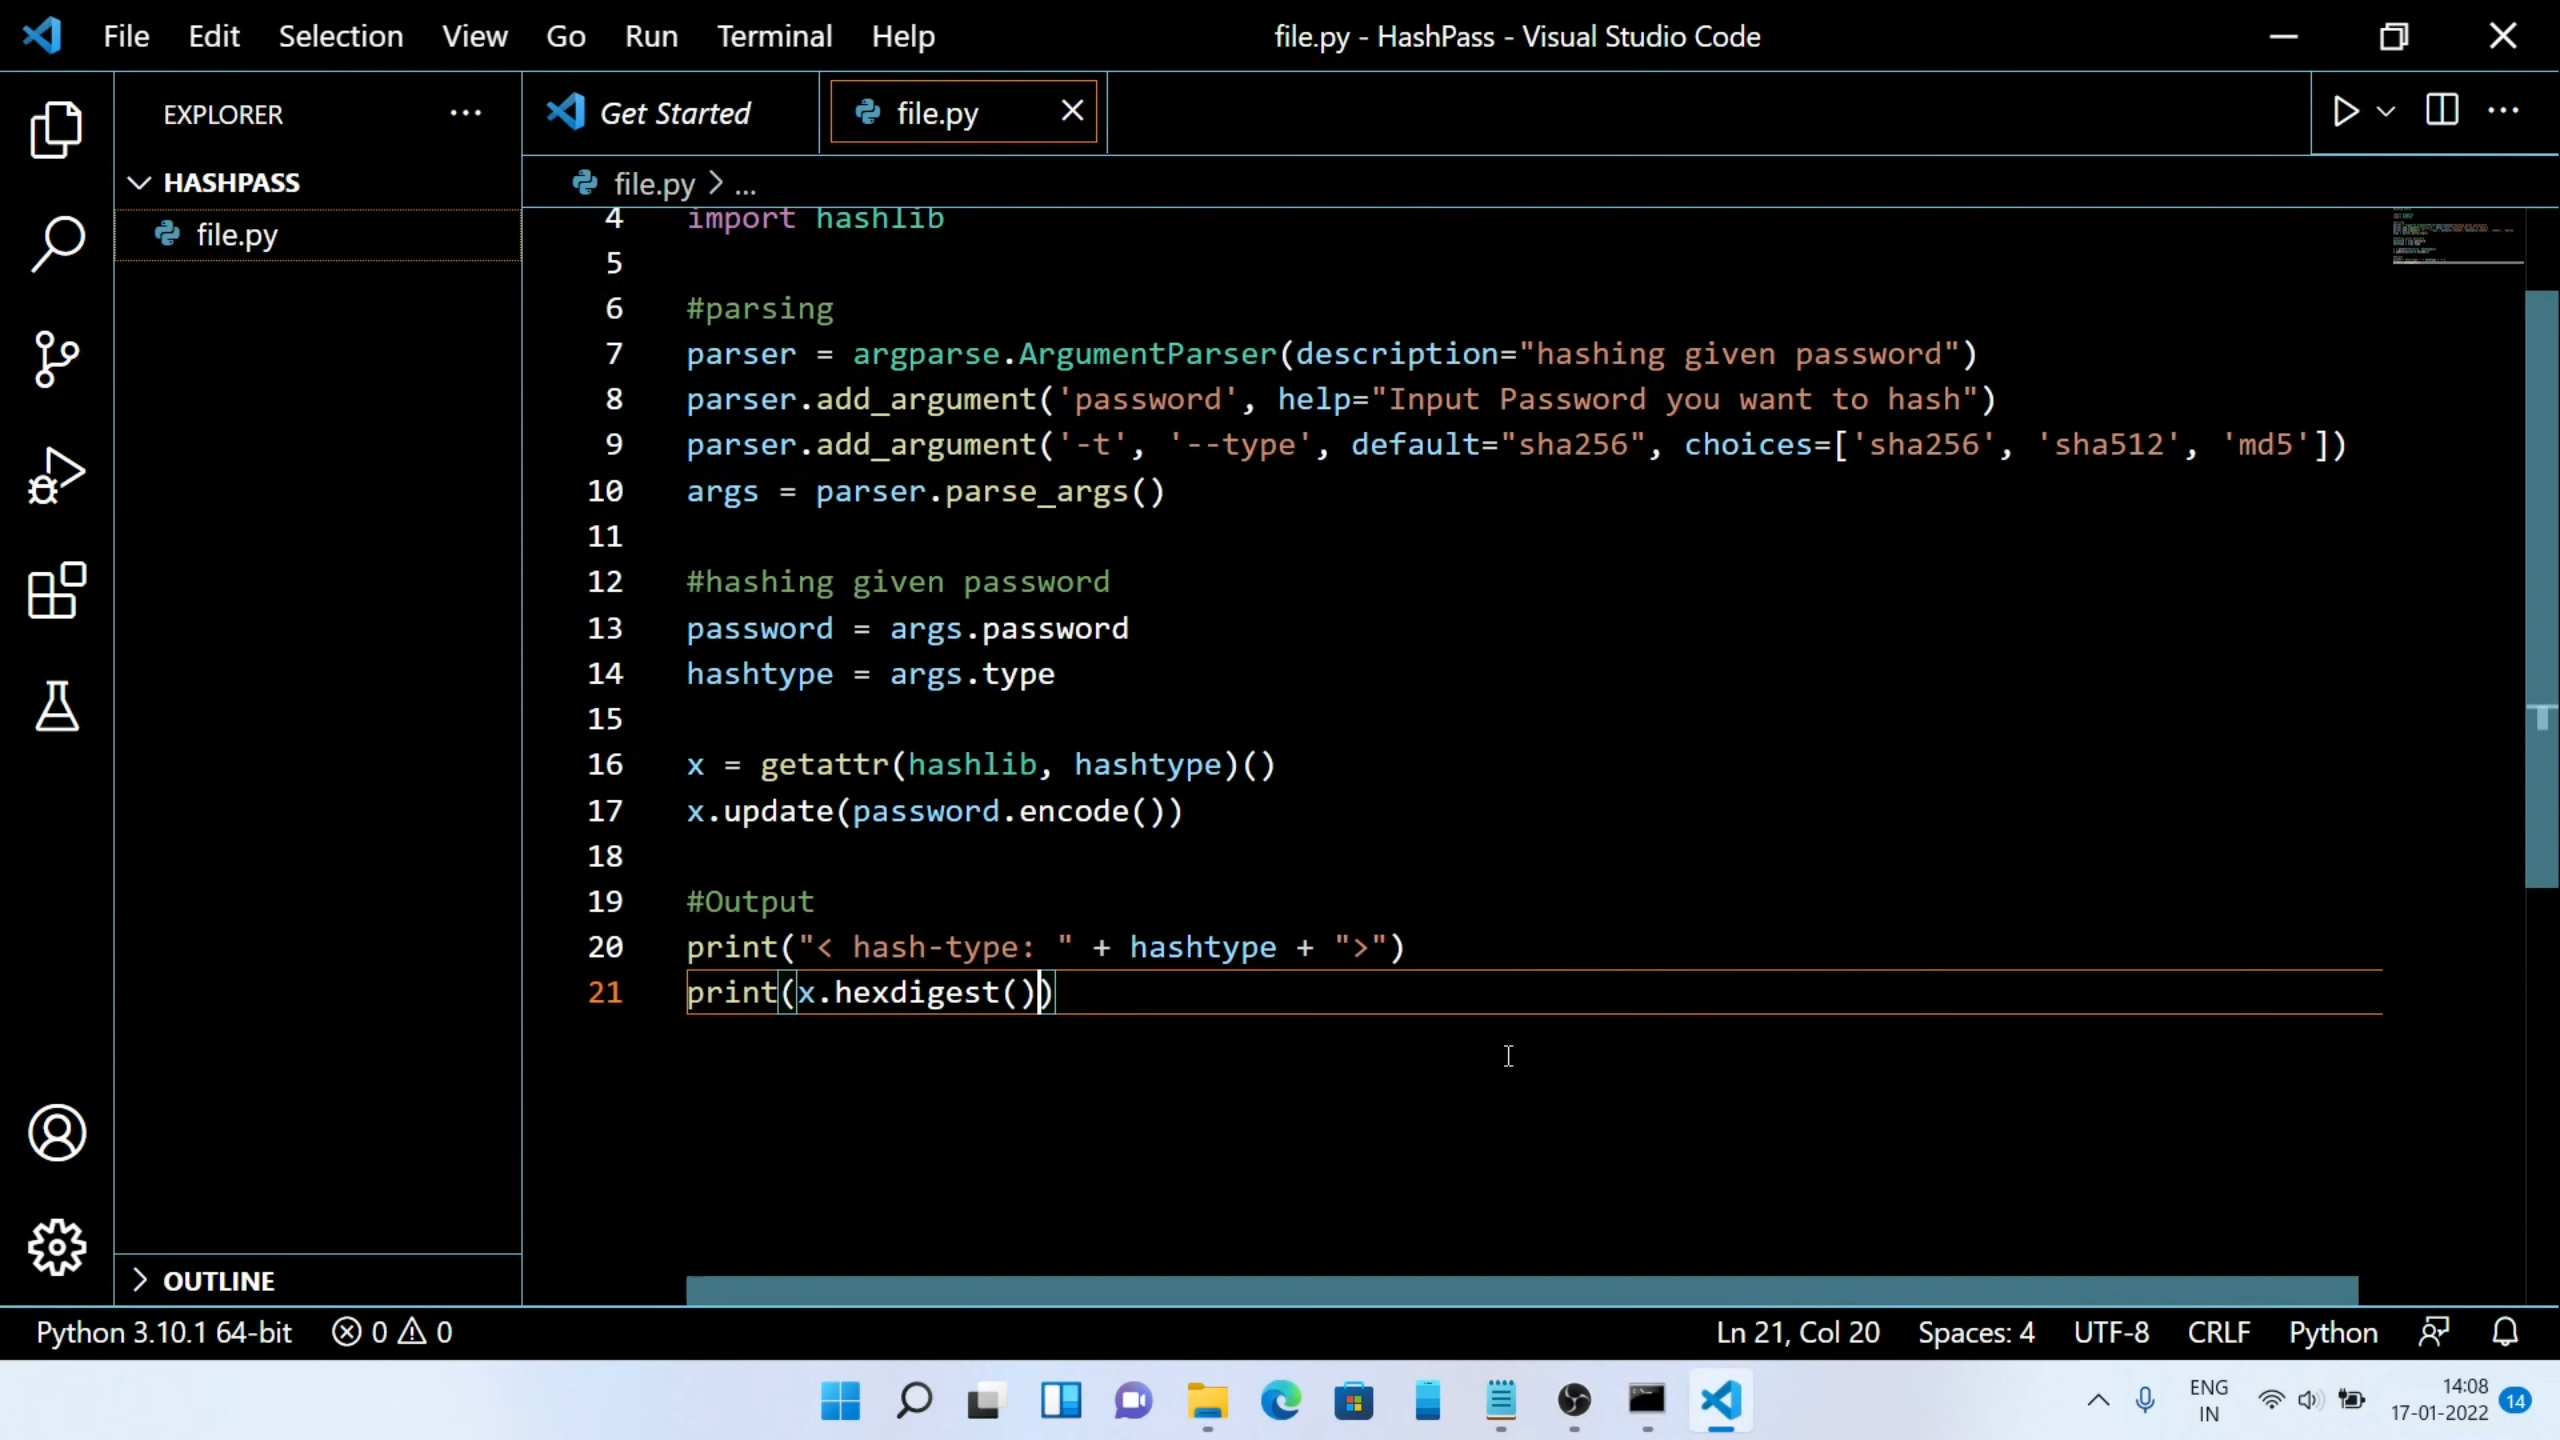 File Edit Selection View Go Run Terminal Help file.py - HashPass - Visual Studio Code
EXPLORER
Get Started
file.py
HASHPASS
file.py
file.py > ...
4 import hashlib
5
6 #parsing
7 parser = argparse.ArgumentParser(description="hashing given password")
8 parser.add_argument('password', help="Input Password you want to hash")
9 parser.add_argument('-t', '--type', default="sha256", choices=['sha256', 'sha512', 'md5'])
10 args = parser.parse_args()
11
12 #hashing given password
13 password = args.password
14 hashtype = args.type
15
16 x = getattr(hashlib, hashtype)()
17 x.update(password.encode())
18
19 #Output
20 print("< hash-type: " + hashtype + ">")
21 print(x.hexdigest())
OUTLINE
Python 3.10.1 64-bit 0 0 Ln 21, Col 20 Spaces: 4 UTF-8 CRLF Python
ENG
IN
14:08
17-01-2022
14